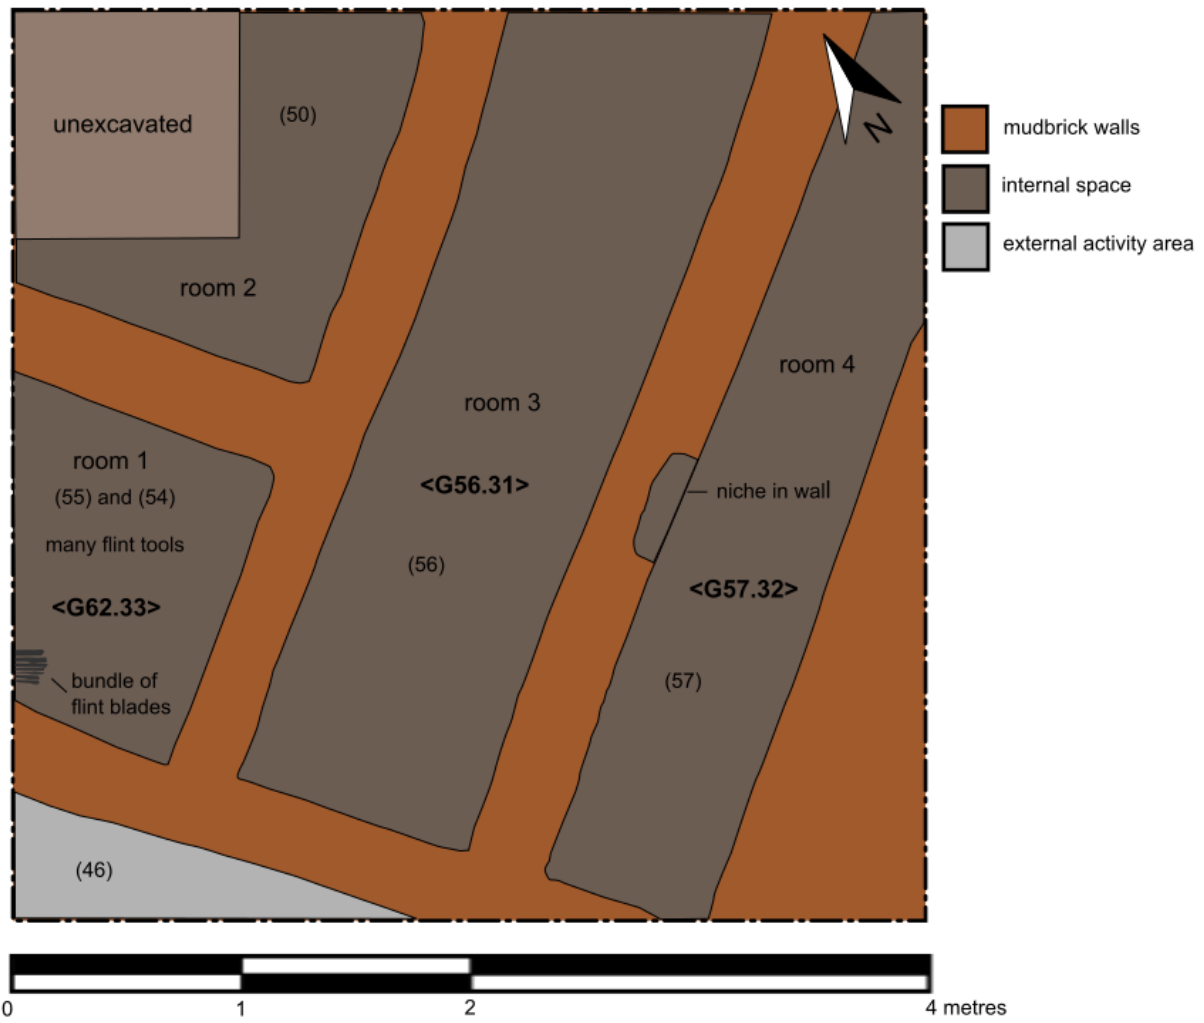 unexcavated
(50)
N
mudbrick walls
internal space
external activity area
room 2
room 4
room 3
room 1
<G56.31>
niche in wall
(55) and (54)
many flint tools
(56)
<G57.32>
<G62.33>
bundle of
flint blades
(57)
(46)
0 1 2 4 metres